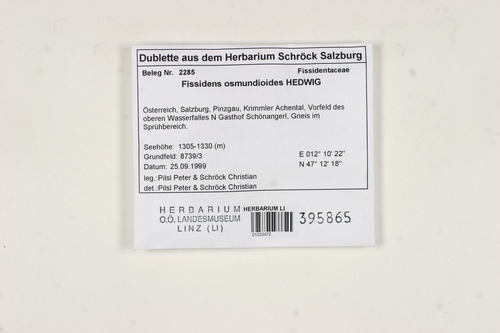 Dublette aus dem Herbarium Schröck Salzburg
Beleg Nr. 2285 Fissidentaceae
Fissidens osmundioides HEDWIG
Österreich, Salzburg, Pinzgau, Krimmler Achental, Vorfeld des
oberen Wasserfalles N Gasthof Schönangerl, Gneis im
Sprühbereich.
Seehöhe: 1305-1330 (m)
Grundfeld: 8739/3 E 012° 10' 22''
Datum: 25.09.1999 N 47° 12' 18''
leg.:Pilsl Peter & Schröck Christian
det.:Pilsl Peter & Schröck Christian
HERBARIUM HERBARIUM LI
O.Ö. LANDESMUSEUM 395865
LINZ (LI)